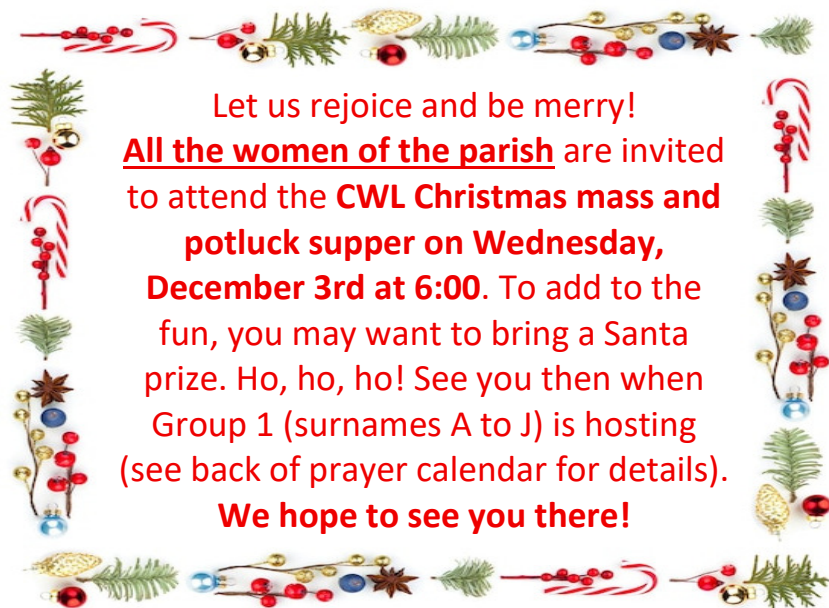 Let us rejoice and be merry!
All the women of the parish are invited
to attend the CWL Christmas mass and
potluck supper on Wednesday,
December 3rd at 6:00. To add to the
fun, you may want to bring a Santa
prize. Ho, ho, ho! See you then when
Group 1 (surnames A to J) is hosting
(see back of prayer calendar for details).
We hope to see you there!